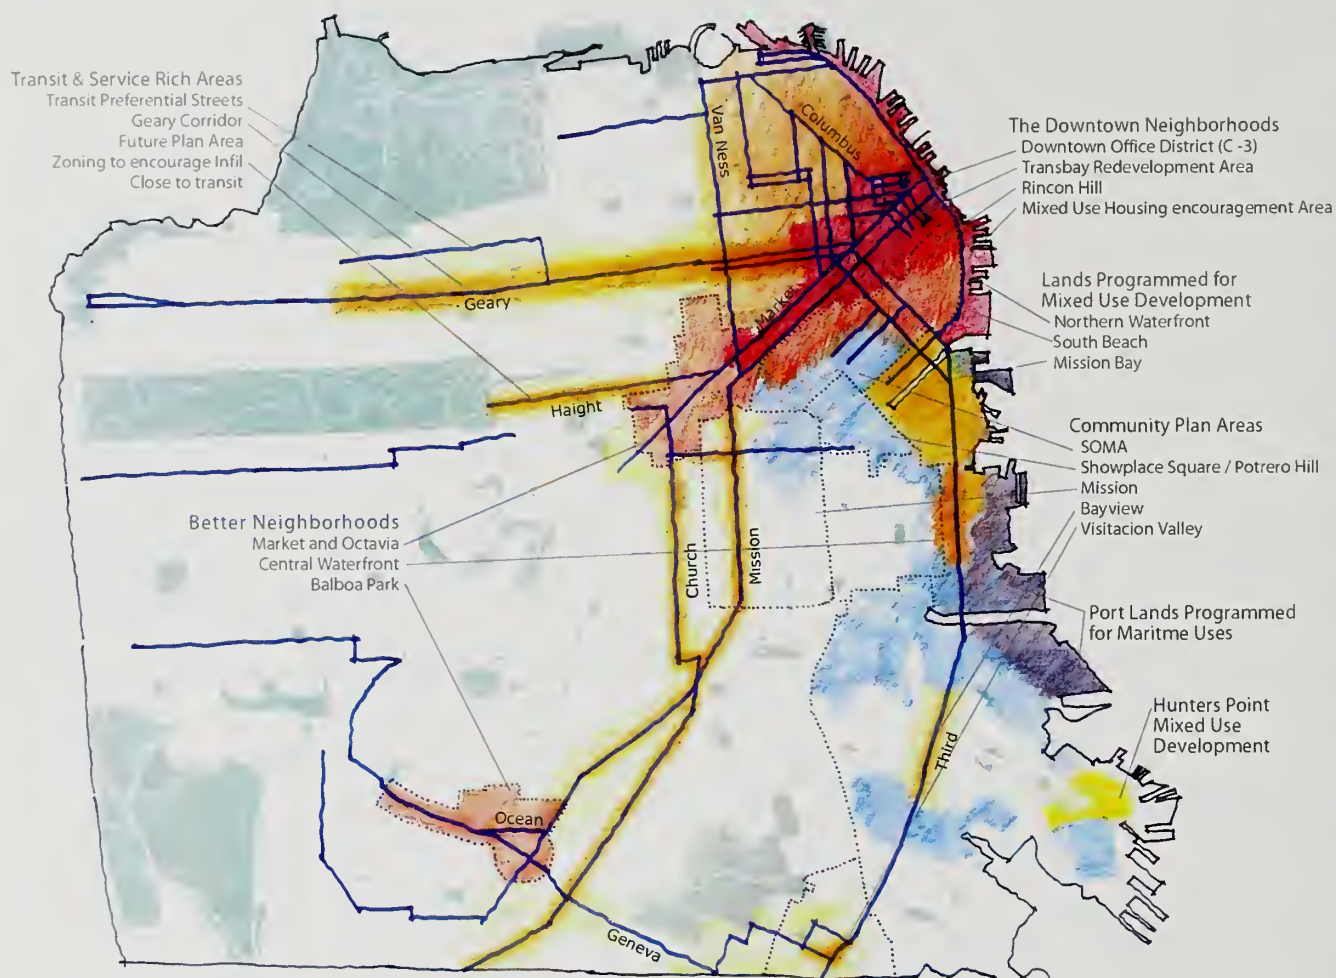 Transit & Service Rich Areas
Transit Preferential Streets
Geary Corridor
Future Plan Area
Zoning to encourage Infil
Close to transit
The Downtown Neighborhoods
Downtown Office District (C -3)
Transbay Redevelopment Area
Rincon Hill
Mixed Use Housing encouragement Area
Lands Programmed for
Mixed Use Development
Northern Waterfront
South Beach
Mission Bay
Community Plan Areas
SOMA
Showplace Square / Potrero Hill
Mission
Bayview
Visitacion Valley
Better Neighborhoods
Market and Octavia
Central Waterfront
Balboa Park
Port Lands Programmed
for Maritme Uses
Hunters Point
Mixed Use
Development
Van Ness
Columbus
Geary
Market
Haight
Church
Mission
Third
Ocean
Geneva